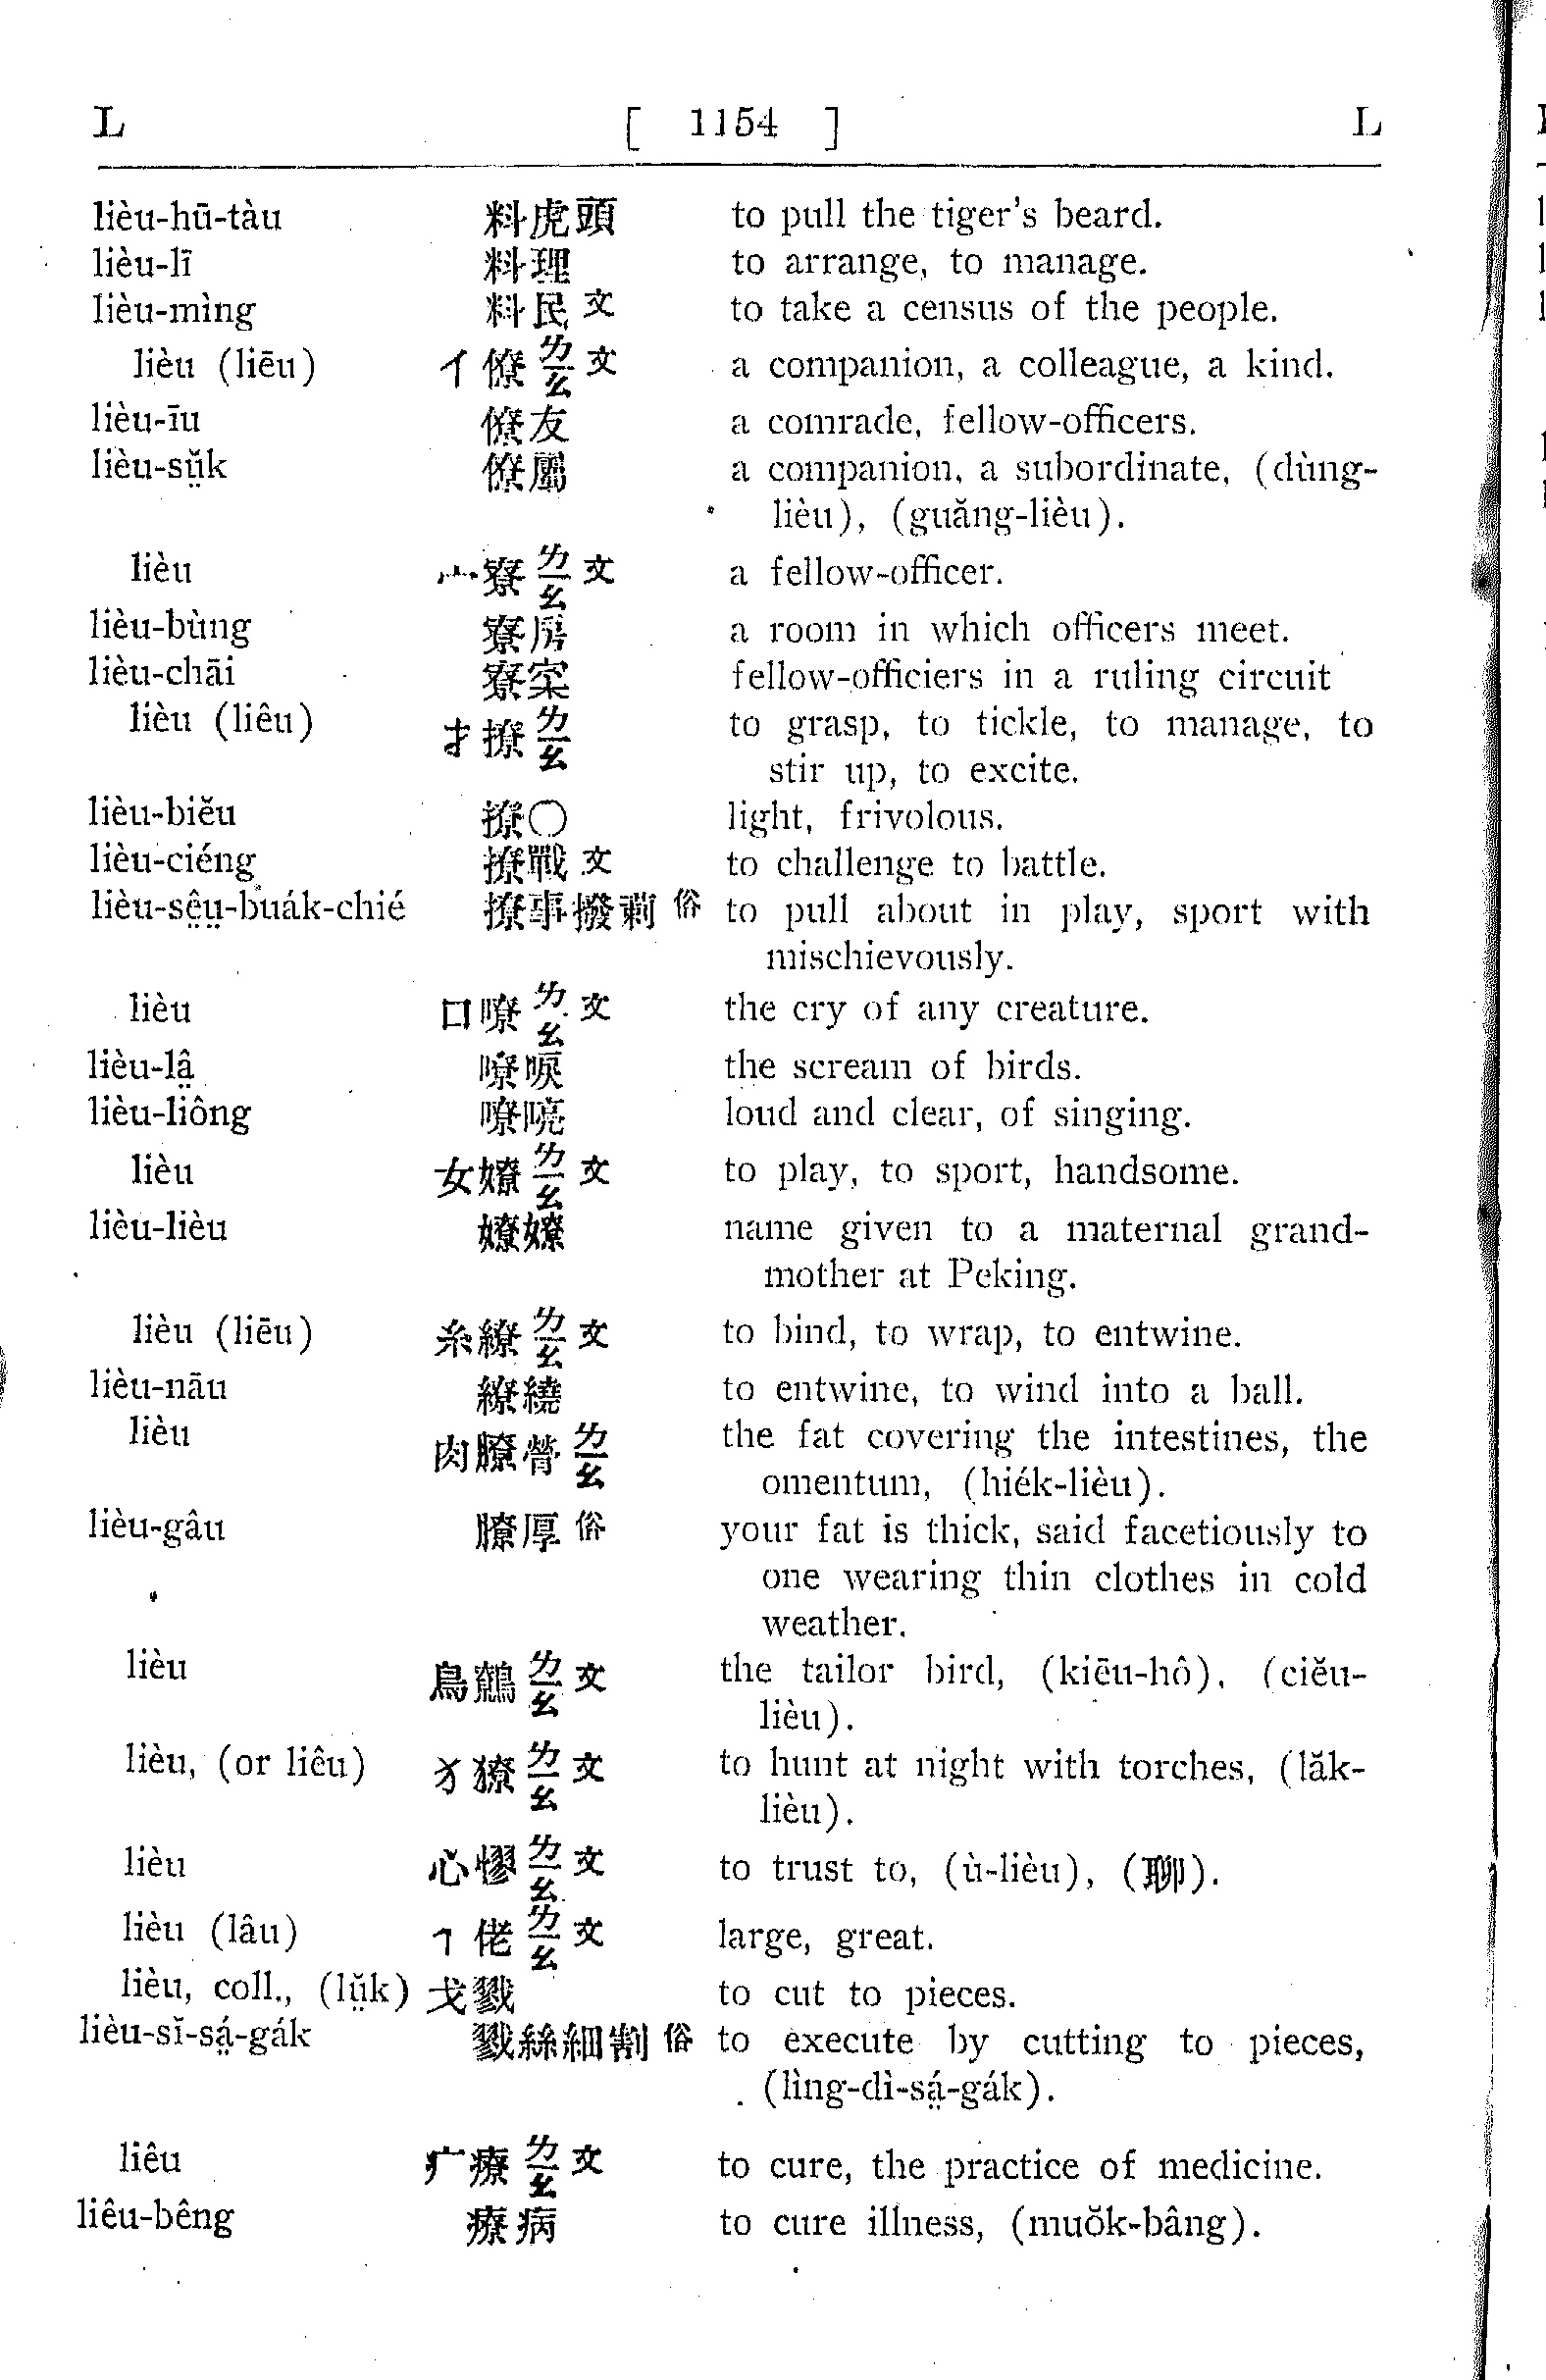 L [ 1154 ] L
lièu-hū-tàu 料虎頭 to pull the tiger's beard.
lièu-lī 料理 to arrange, to manage.
lièu-mìng 料民 文 to take a census of the people.
lièu (liēu) 亻僚 ㄌㄧㄠ 文 a companion, a colleague, a kind.
lièu-īu 僚友 a comrade, fellow-officers.
lièu-sṳ̆k 僚屬 a companion, a subordinate, (dùng-
lièu), (guăng-lièu).
lièu 宀寮 ㄌㄧㄠ 文 a fellow-officer.
lièu-bùng 寮房 a room in which officers meet.
lièu-chāi 寮寀 fellow-officiers in a ruling circuit
lièu (liêu) 扌撩 ㄌㄧㄠ to grasp, to tickle, to manage, to
stir up, to excite.
lièu-biĕu 撩〇 light, frivolous.
lièu-ciéng 撩戰 文 to challenge to battle.
lièu-sê̤ṳ-buák-chié 撩事撥 俗 to pull about in play, sport with
mischievously.
lièu 口嘹 ㄌㄧㄠ 文 the cry of any creature.
lièu-lâ̤ 嘹唳 the scream of birds.
lièu-liông 嘹喨 loud and clear, of singing.
lièu 女嫽 ㄌㄧㄠ 文 to play, to sport, handsome.
lièu-lièu 嫽嫽 name given to a maternal grand-
mother at Peking.
lièu (liēu) 糸繚 ㄌㄧㄠ 文 to bind, to wrap, to entwine.
lièu-nāu 繚繞 to entwine, to wind into a ball.
lièu 肉膫膋 ㄌㄧㄠ the fat covering the intestines, the
omentum, (hiék-lièu).
lièu-gâu 膫厚 俗 your fat is thick, said facetiously to
one wearing thin clothes in cold
weather.
lièu 鳥鷯 ㄌㄧㄠ 文 the tailor bird, (kiēu-hô), (ciĕu-
lièu).
lièu, (or liêu) 犭獠 ㄌㄧㄠ 文 to hunt at night with torches, (lăk-
lièu).
lièu 心憀 ㄌㄧㄠ 文 to trust to, (ù-lièu), (聊).
lièu (lâu) 亻佬 ㄌㄧㄠ 文 large, great.
lièu, coll., (lṳ̆k) 戈戮 to cut to pieces.
lièu-sĭ-sá̤-gák 戮絲細割 俗 to execute by cutting to pieces,
(lìng-dì-sá̤-gák).
liêu 疒療 ㄌㄧㄠ 文 to cure, the practice of medicine.
liêu-bêng 療病 to cure illness, (muŏk-bâng).